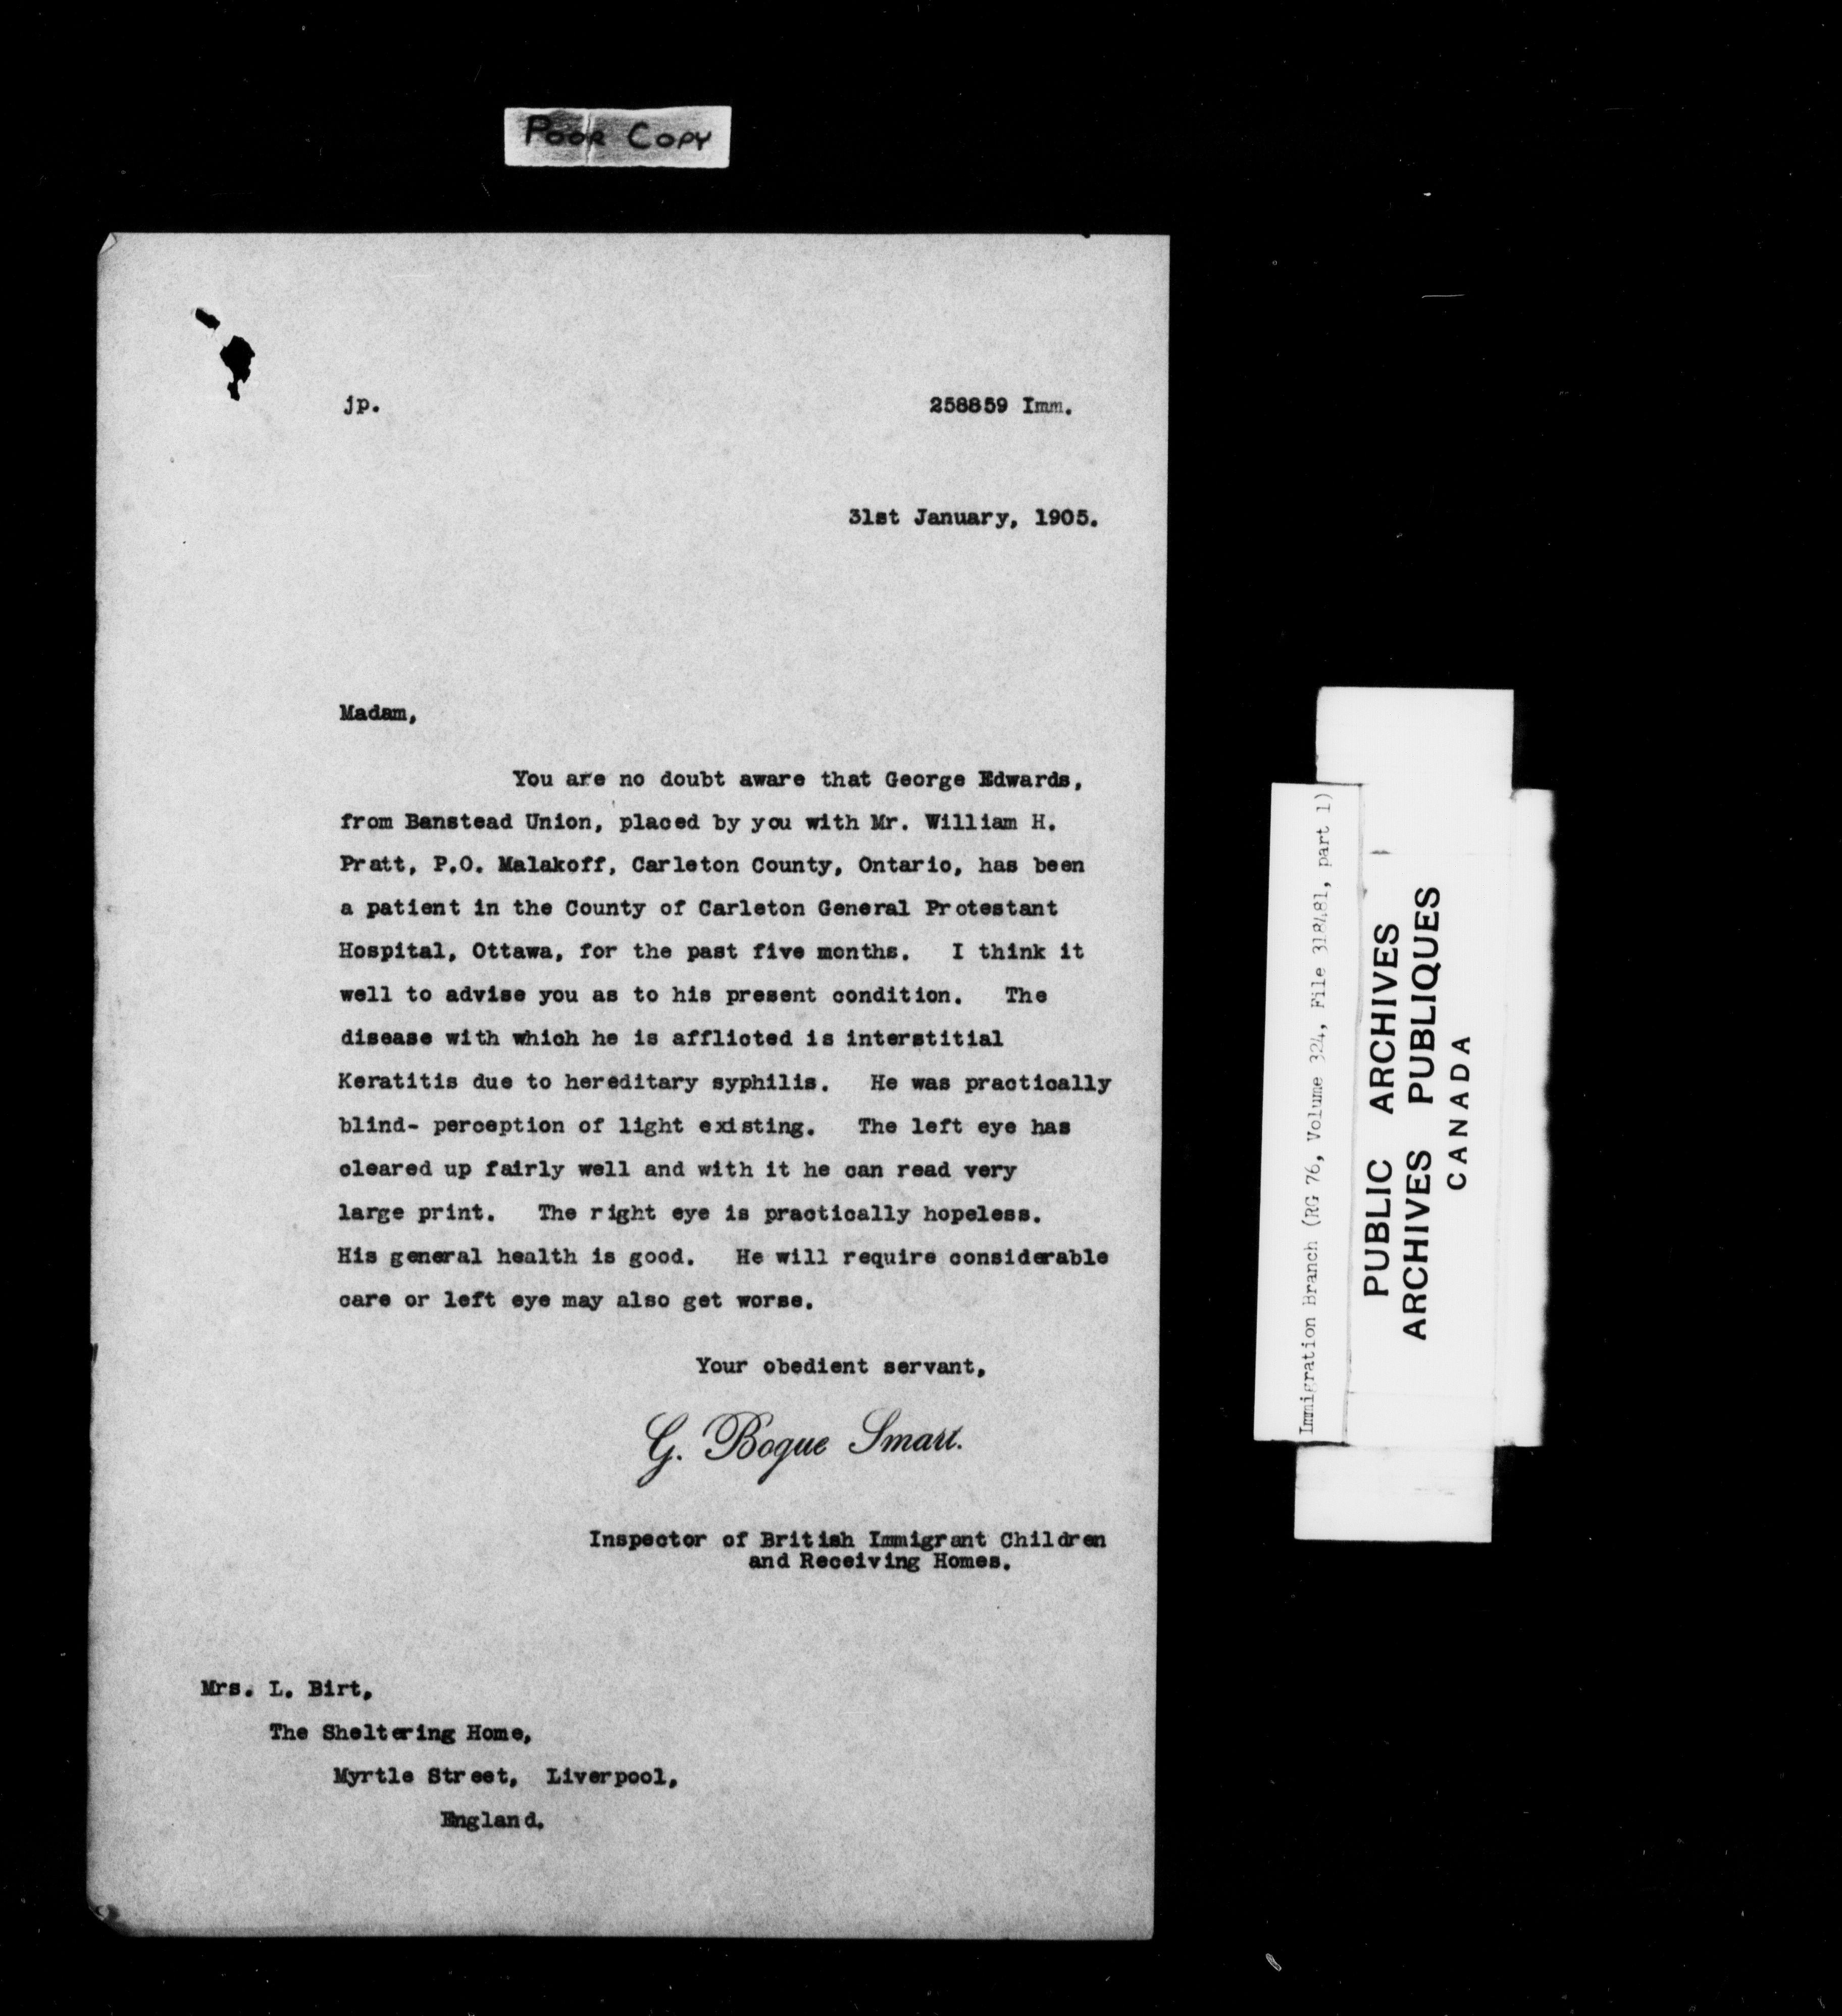 POOR COPY
jp.
258859 Imm.
31st January, 1905.
Madam,
You are no doubt aware that George Edwards,
from Banstead Union, placed by you with Mr. William H.
Pratt, P.O. Malakoff, Carleton County, Ontario, has been
a patient in the County of Carleton General Protestant
Hospital, Ottawa, for the past five months. I think it
well to advise you as to his present condition. The
disease with which he is afflicted is interstitial
Keratitis due to hereditary syphilis. He was practically
blind- perception of light existing. The left eye has
cleared up fairly well and with it he can read very
large print. The right eye is practically hopeless.
His general health is good. He will require considerable
care or left eye may also get worse.
Your obedient servant,
G. Bogue Smart.
Inspector of British Immigrant Children
and Receiving Homes.
Mrs. L. Birt,
The Sheltering Home,
Myrtle Street, Liverpool,
England.
Immigration Branch (RG 76, Volume 324, File 318481, part 1)
PUBLIC ARCHIVES
ARCHIVES PUBLIQUES
CANADA